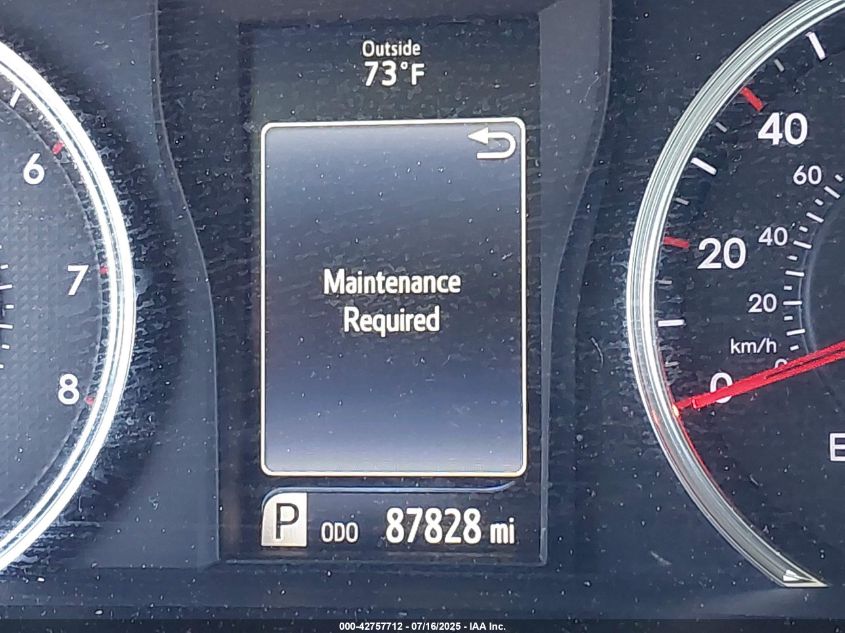 Outside
73°F
Maintenance
Required
P ODO 87828 mi
6
7
8
40
20
0
60
40
20
km/h
000-42757712 - 07/16/2025 - IAA Inc.